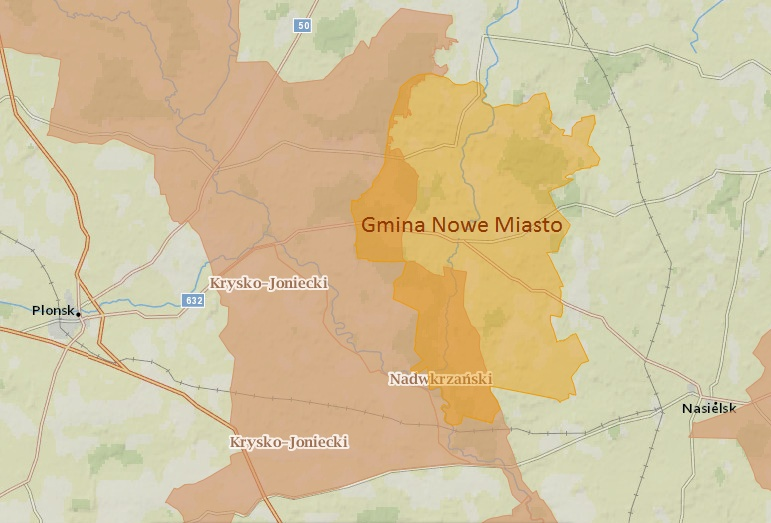 50
Gmina Nowe Miasto
Krysko-Joniecki
632
Plonsk
Nadwkrzański
Nasielsk
Krysko-Joniecki